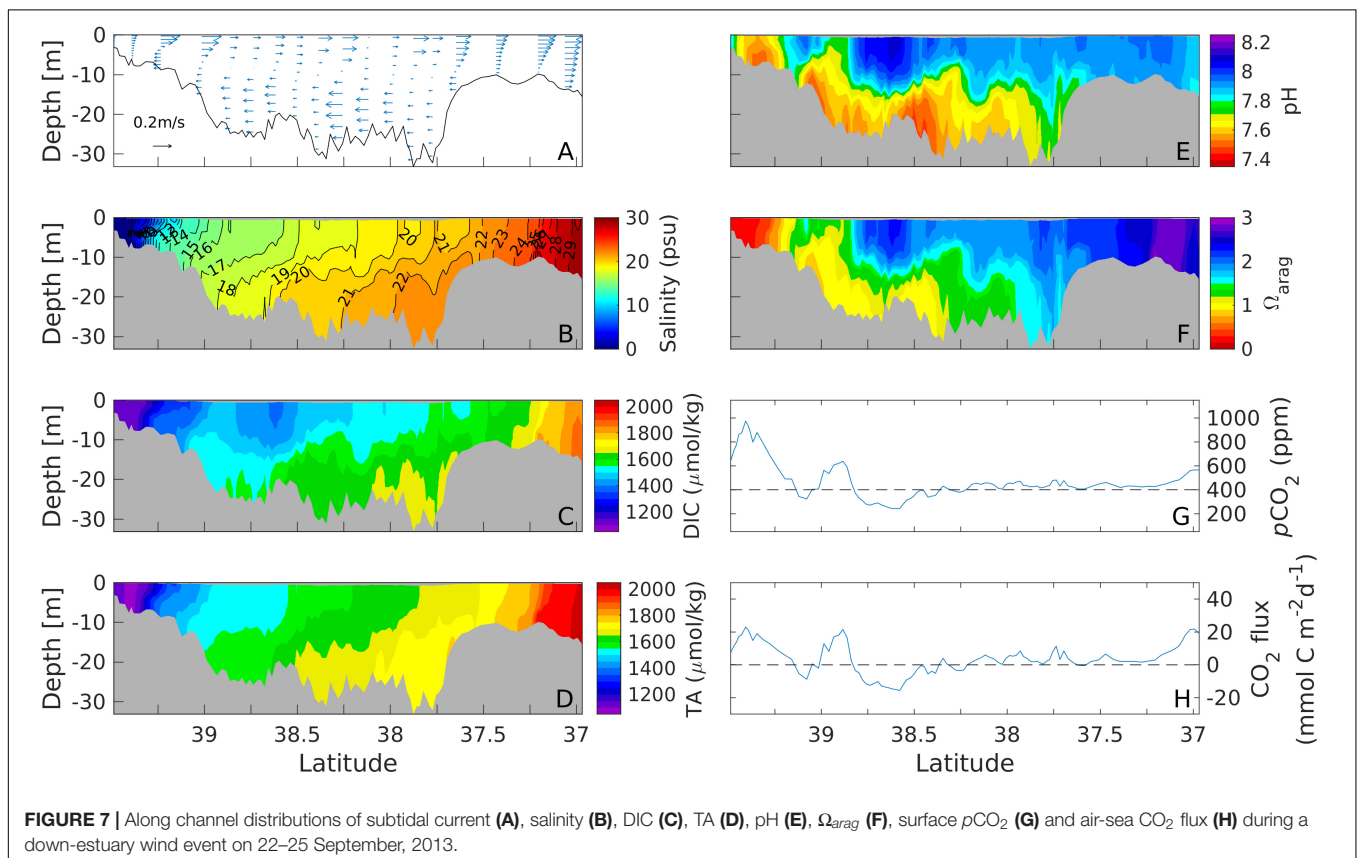 0
-10
-20
-30
Depth [m]
0.2m/s
A
0
-10
-20
-30
Depth [m]
13
14
15
16
17
18
19
20
21
20
21
22
22
23
24
26
28
29
B
30
20
10
0
Salinity (psu)
0
-10
-20
-30
Depth [m]
C
2000
1800
1600
1400
1200
DIC (μmol/kg)
0
-10
-20
-30
Depth [m]
D
2000
1800
1600
1400
1200
TA (μmol/kg)
39 38.5 38 37.5 37
Latitude
E
8.2
8
7.8
7.6
7.4
pH
F
3
2
1
0
Ωarag
G
1000
800
600
400
200
pCO2 (ppm)
H
40
20
0
-20
CO2 flux
(mmol C m-2d-1)
39 38.5 38 37.5 37
Latitude
FIGURE 7 | Along channel distributions of subtidal current (A), salinity (B), DIC (C), TA (D), pH (E), Ωarag (F), surface pCO2 (G) and air-sea CO2 flux (H) during a
down-estuary wind event on 22–25 September, 2013.